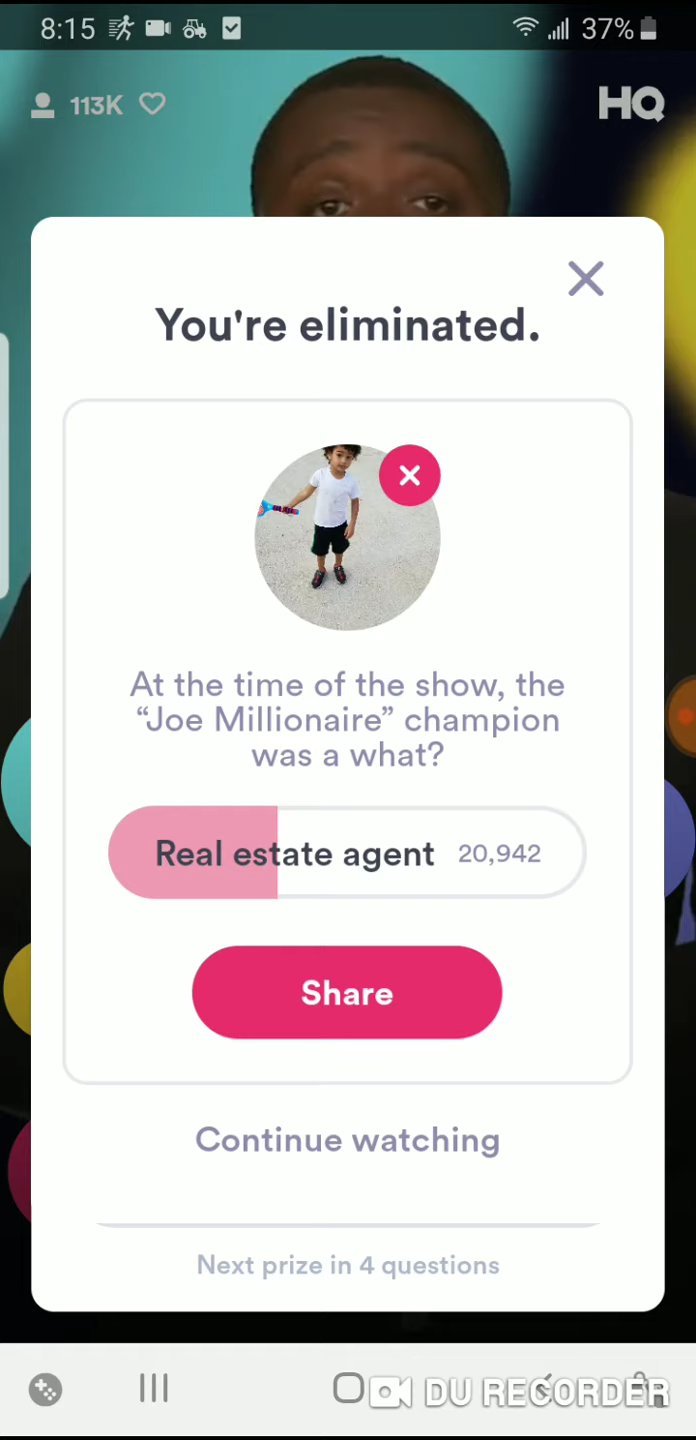 8:15 37%
113K HQ
You're eliminated.
At the time of the show, the
“Joe Millionaire” champion
was a what?
Real estate agent 20,942
Share
Continue watching
Next prize in 4 questions
DU RECORDER